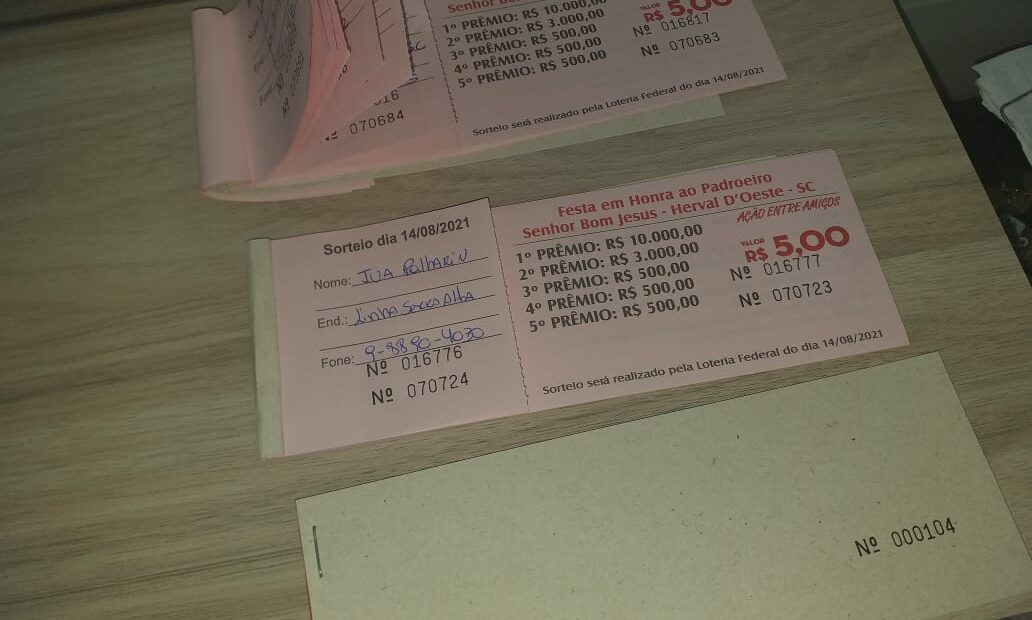 1º PRÊMIO: R$ 10.000,00
2º PRÊMIO: R$ 3.000,00
3º PRÊMIO: R$ 500,00
4º PRÊMIO: R$ 500,00
5º PRÊMIO: R$ 500,00
VALOR
R$ 5,00
Nº 016817
Nº 070683
Sorteio será realizado pela Loteria Federal do dia 14/08/2021
Nº 070684
Sorteio dia 14/08/2021
Nome:
End.: Linha
Fone: 9-8890-4030
Nº 016776
Nº 070724
Festa em Honra ao Padroeiro
Senhor Bom Jesus - Herval D'Oeste - SC
AÇÃO ENTRE AMIGOS
1º PRÊMIO: R$ 10.000,00
2º PRÊMIO: R$ 3.000,00
3º PRÊMIO: R$ 500,00
4º PRÊMIO: R$ 500,00
5º PRÊMIO: R$ 500,00
VALOR
R$ 5,00
Nº 016777
Nº 070723
Sorteio será realizado pela Loteria Federal do dia 14/08/2021
Nº 000104